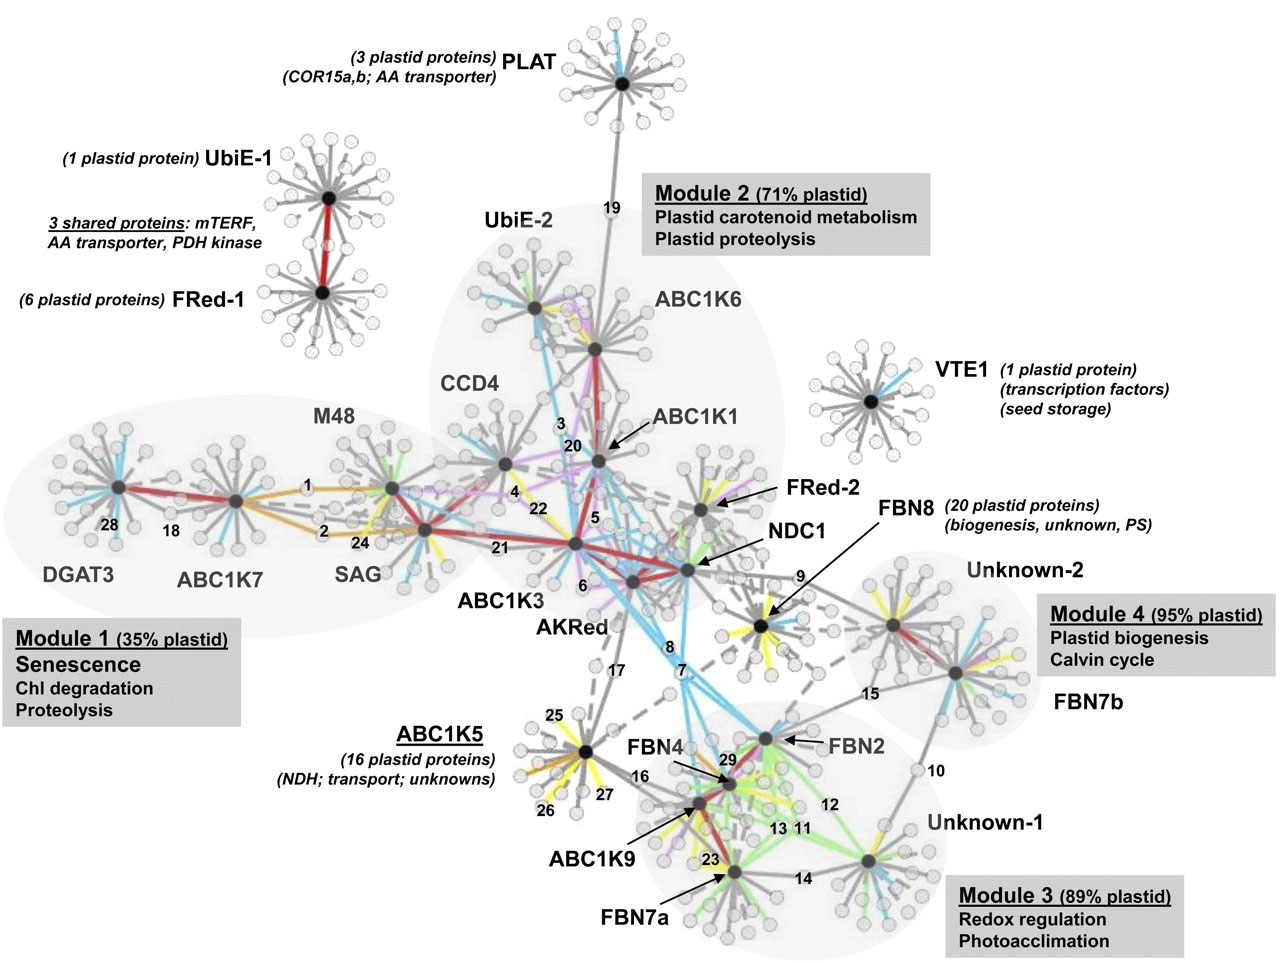 (3 plastid proteins) PLAT
(COR15a,b; AA transporter)
(1 plastid protein) UbiE-1
3 shared proteins: mTERF,
AA transporter, PDH kinase
(6 plastid proteins) FRed-1
19
Module 2 (71% plastid)
Plastid carotenoid metabolism
Plastid proteolysis
UbiE-2
ABC1K6
CCD4
VTE1 (1 plastid protein)
(transcription factors)
(seed storage)
M48
ABC1K1
3
20
FRed-2
1
4
22
5
FBN8 (20 plastid proteins)
(biogenesis, unknown, PS)
28
18
2
24
21
NDC1
DGAT3
ABC1K7
SAG
6
9
Unknown-2
ABC1K3
AKRed
Module 1 (35% plastid)
Senescence
Chl degradation
Proteolysis
Module 4 (95% plastid)
Plastid biogenesis
Calvin cycle
8
7
17
15
FBN7b
ABC1K5
(16 plastid proteins)
(NDH; transport; unknowns)
25
16
27
26
FBN4
29
FBN2
10
12
13
11
Unknown-1
ABC1K9
23
14
FBN7a
Module 3 (89% plastid)
Redox regulation
Photoacclimation